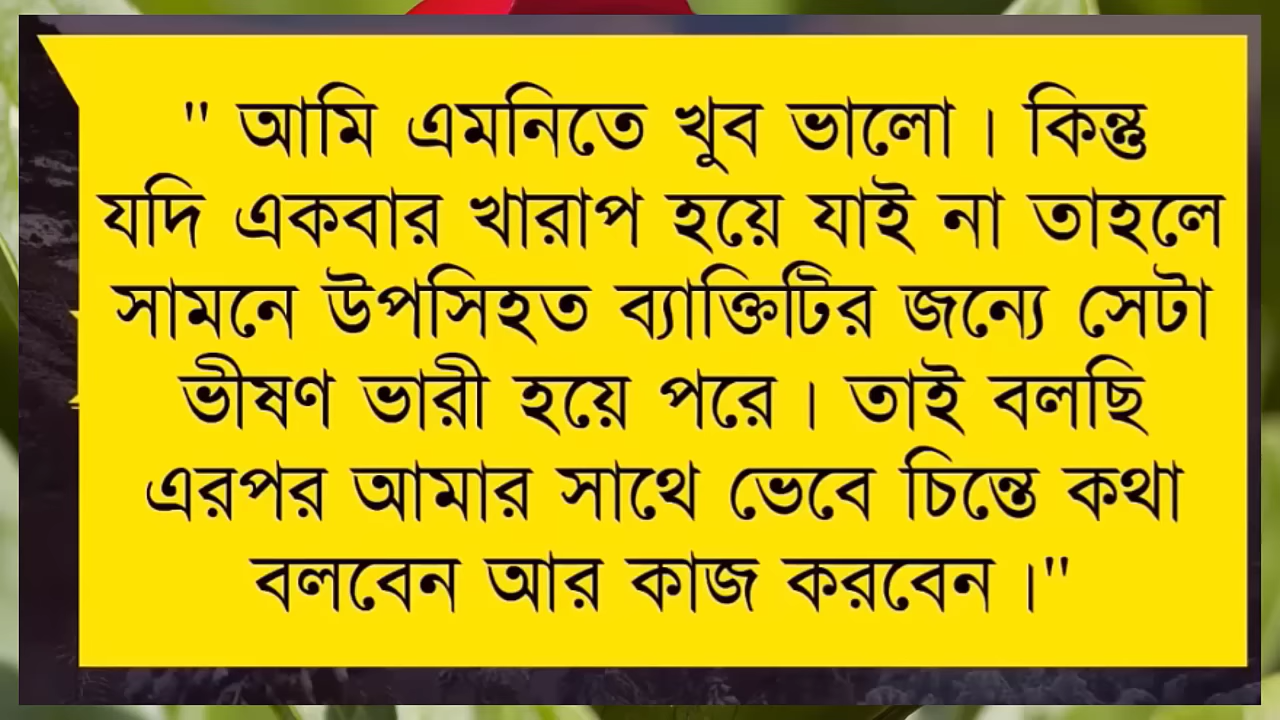 " আমি এমনিতে খুব ভালো । কিন্তু
যদি একবার খারাপ হয়ে যাই না তাহলে
সামনে উপসিহত ব্যাক্তিটির জন্যে সেটা
ভীষণ ভারী হয়ে পরে । তাই বলছি
এরপর আমার সাথে ভেবে চিন্তে কথা
বলবেন আর কাজ করবেন ।"